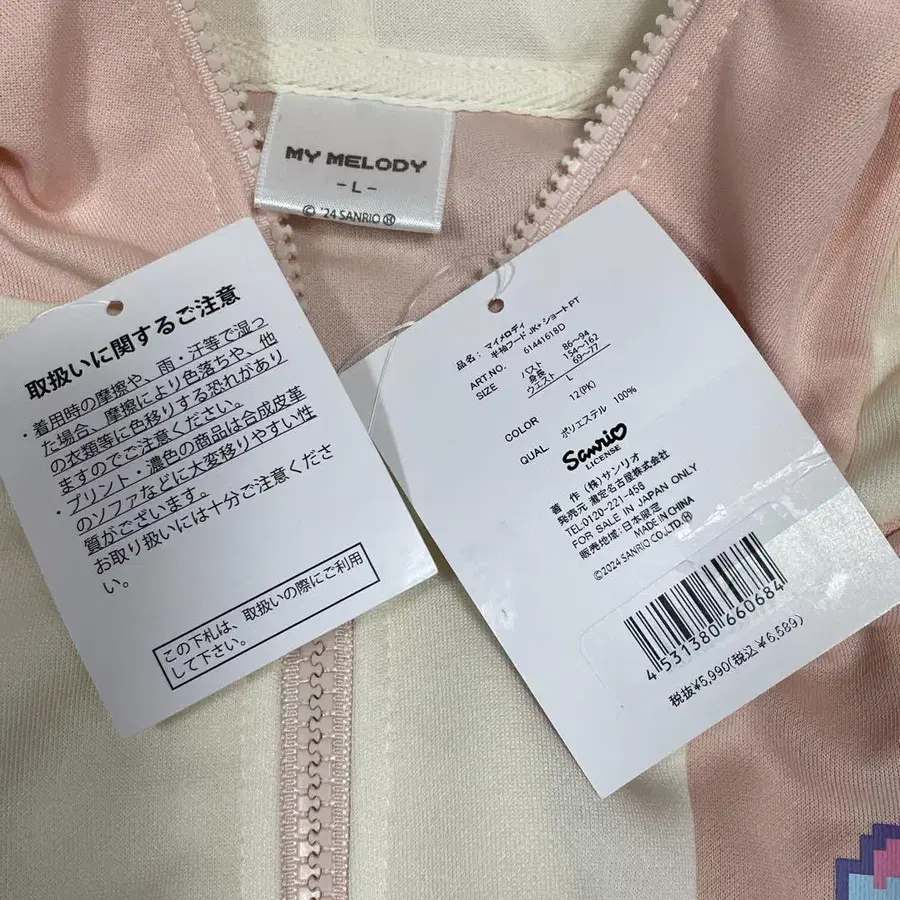 MY MELODY
- L -
© '24 SANRIO Ⓗ
取扱いに関するご注意
・着用時の摩擦や、雨・汗等で湿っ
た場合、摩擦により色落ちや、他
の衣類等に色移りする恐れがあり
ますのでご注意ください。
・プリント・濃色の商品は合成皮革
のソファなどに大変移りやすい性
質がございます。
お取り扱いには十分ご注意くださ
い。
この下札は、取扱いの際にご利用
して下さい。
品名: マイメロディ
半袖フード JK+ショートPT
ART.NO. 61441618D
SIZE バスト 86～94
身長 154～162
ウエスト 69～77
L
COLOR 12(PK)
QUAL ポリエステル 100%
Sanrio
LICENSE
著 作 (株)サンリオ
発売元 瀧定名古屋株式会社
TEL0120-221-458
FOR SALE IN JAPAN ONLY
販売地域: 日本限定
MADE IN CHINA
©2024 SANRIO CO.,LTD.Ⓗ
4531380660684
税抜¥5,990(税込¥6,589)